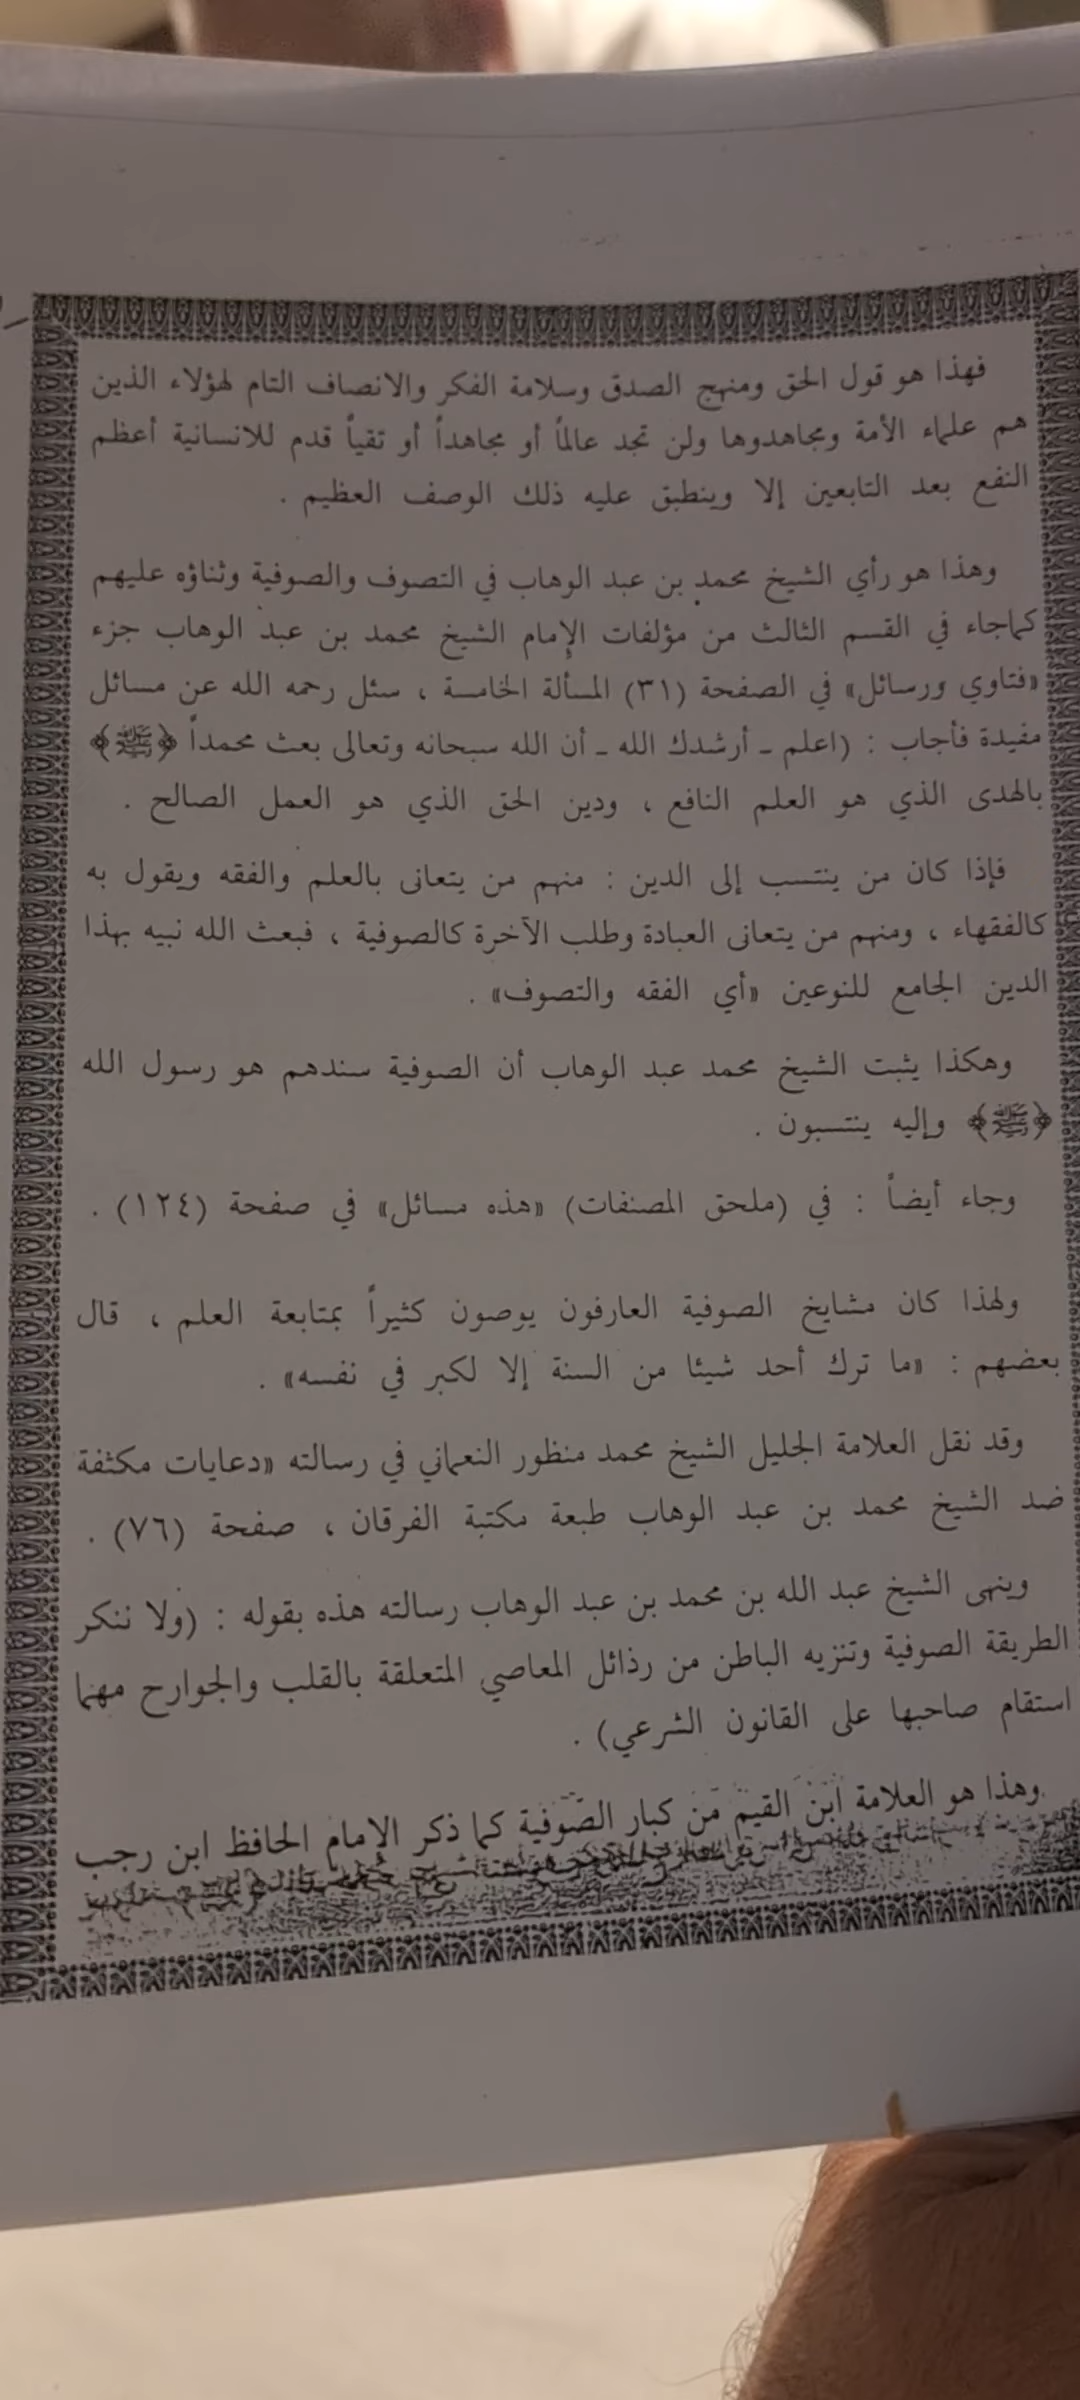 فهذا هو قول الحق ومنهج الصدق وسلامة الفكر والانصاف التام لهؤلاء الذين
هم علماء الأمة ومجاهدوها ولن تجد عالماً أو مجاهداً أو تقياً قدم للانسانية أعظم
النفع بعد التابعين إلا وينطبق عليه ذلك الوصف العظيم .
وهذا هو رأي الشيخ محمد بن عبد الوهاب في التصوف والصوفية وثناؤه عليهم
كماجاء في القسم الثالث من مؤلفات الإمام الشيخ محمد بن عبد الوهاب جزء
«فتاوي ورسائل» في الصفحة (٣١) المسألة الخامسة ، سئل رحمه الله عن مسائل
مفيدة فأجاب : (اعلم ـ أرشدك الله ـ أن الله سبحانه وتعالى بعث محمداً ﴿ﷺ﴾
بالهدى الذي هو العلم النافع ، ودين الحق الذي هو العمل الصالح .
فإذا كان من ينتسب إلى الدين : منهم من يتعانى بالعلم والفقه ويقول به
كالفقهاء ، ومنهم من يتعانى العبادة وطلب الآخرة كالصوفية ، فبعث الله نبيه بهذا
الدين الجامع للنوعين «أي الفقه والتصوف» .
وهكذا يثبت الشيخ محمد عبد الوهاب أن الصوفية سندهم هو رسول الله
﴿ﷺ﴾ وإليه ينتسبون .
وجاء أيضاً : في (ملحق المصنفات) «هذه مسائل» في صفحة (١٢٤) .
ولهذا كان مشايخ الصوفية العارفون يوصون كثيراً بمتابعة العلم ، قال
بعضهم : «ما ترك أحد شيئا من السنة إلا لكبر في نفسه» .
وقد نقل العلامة الجليل الشيخ محمد منظور النعماني في رسالته «دعايات مكثفة
ضد الشيخ محمد بن عبد الوهاب طبعة مكتبة الفرقان ، صفحة (٧٦) .
وينهى الشيخ عبد الله بن محمد بن عبد الوهاب رسالته هذه بقوله : (ولا ننكر
الطريقة الصوفية وتنزيه الباطن من رذائل المعاصي المتعلقة بالقلب والجوارح مهما
استقام صاحبها على القانون الشرعي) .
وهذا هو العلامة ابن القيم من كبار الصوفية كما ذكر الإمام الحافظ ابن رجب